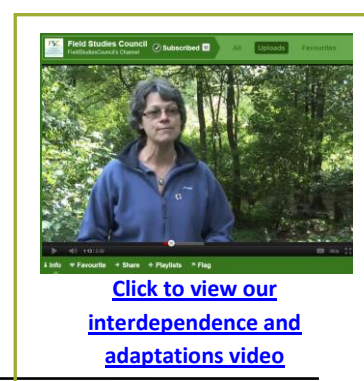 Field Studies Council
FieldStudiesCouncil's Channel
Subscribed
All Uploads Favourites
Info Favourite + Share + Playlists Flag
Click to view our
interdependence and
adaptations video